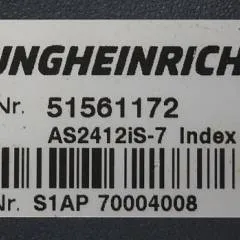 UNGHEINRICH
Nr. 51561172
AS2412iS-7 Index
Nr. S1AP 70004008